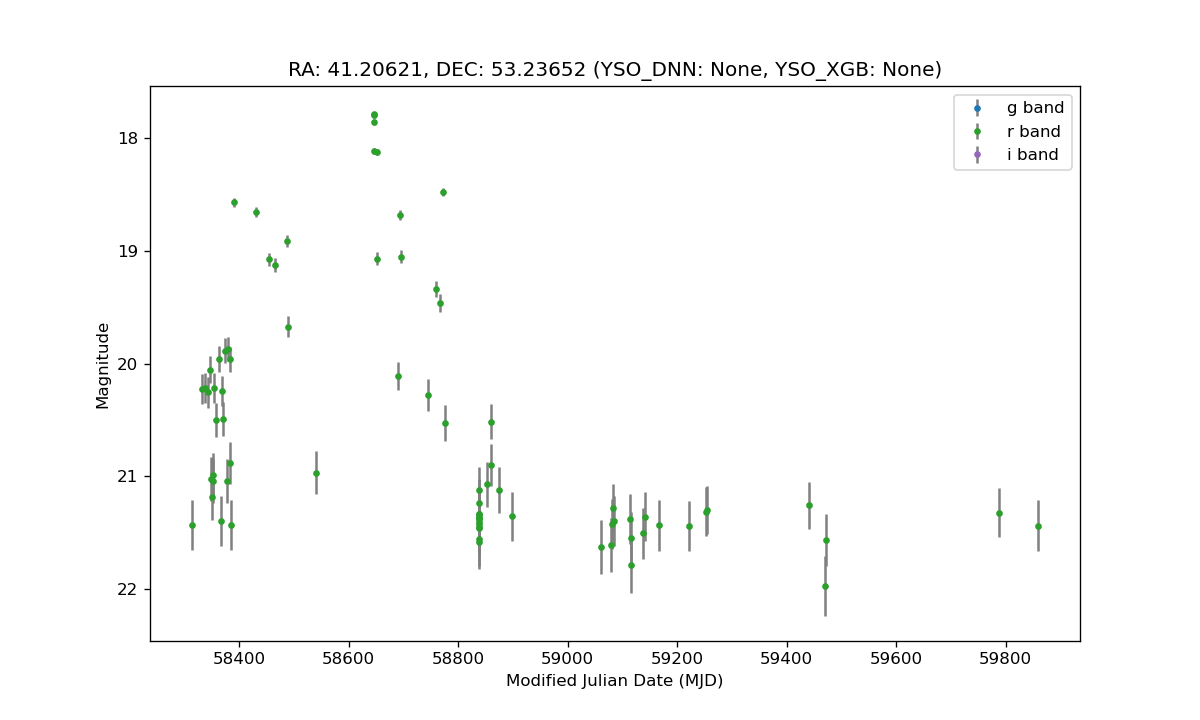 RA: 41.20621, DEC: 53.23652 (YSO_DNN: None, YSO_XGB: None)
g band
r band
i band
18
19
20
21
22
Magnitude
58400 58600 58800 59000 59200 59400 59600 59800
Modified Julian Date (MJD)